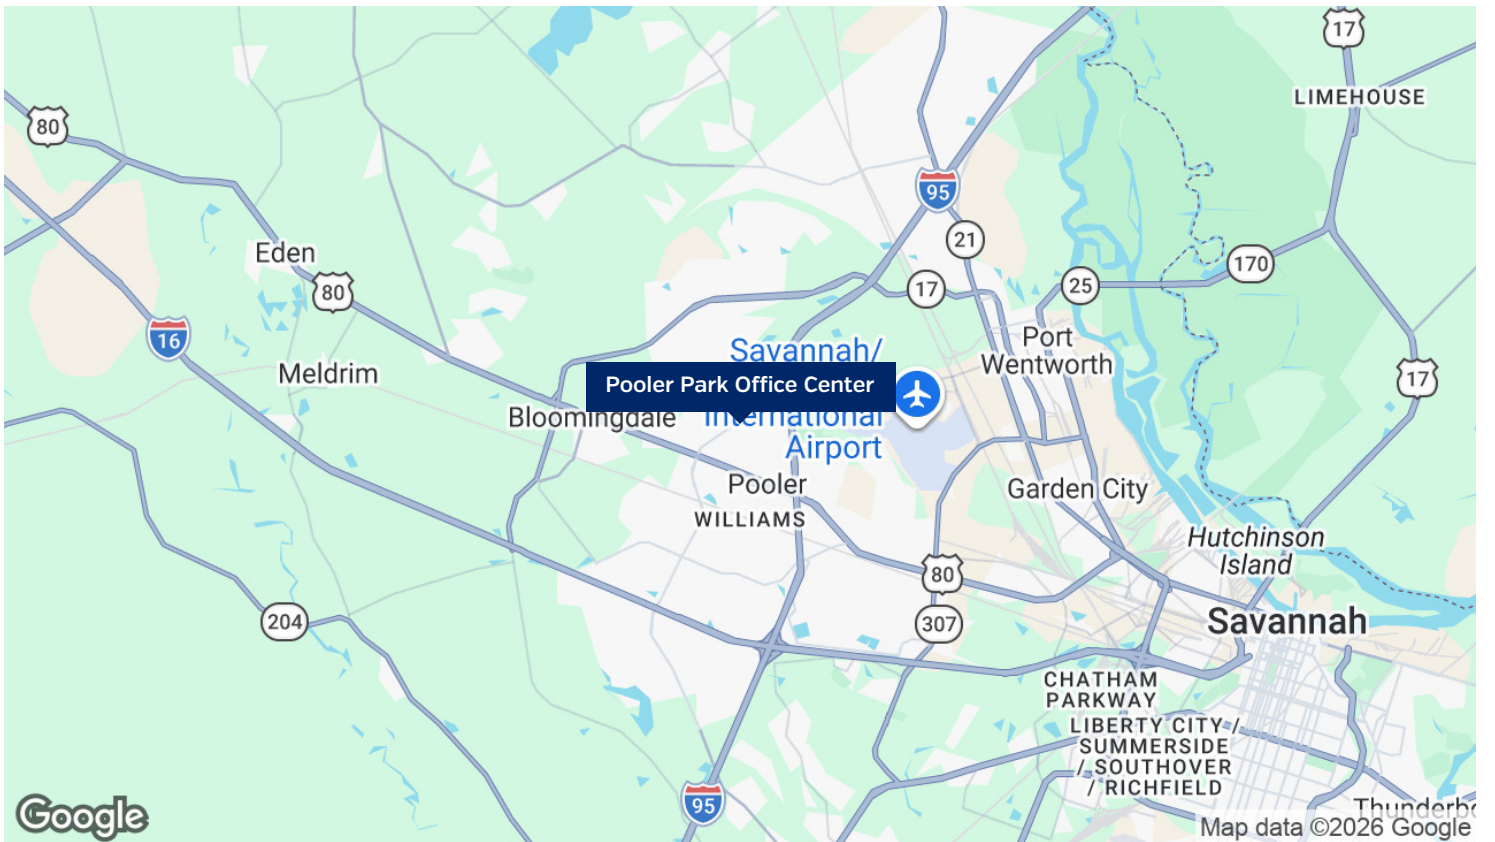 17
LIMEHOUSE
80
95
21
Eden
170
80
17
25
16
Port
Wentworth
Savannah/
International
Airport
Meldrim
17
Pooler Park Office Center
Bloomingdale
Pooler
WILLIAMS
Garden City
Hutchinson
Island
80
204
307
Savannah
CHATHAM
PARKWAY
LIBERTY CITY /
SUMMERSIDE
/ SOUTHOVER
/ RICHFIELD
95
Google
Map data ©2026 Google